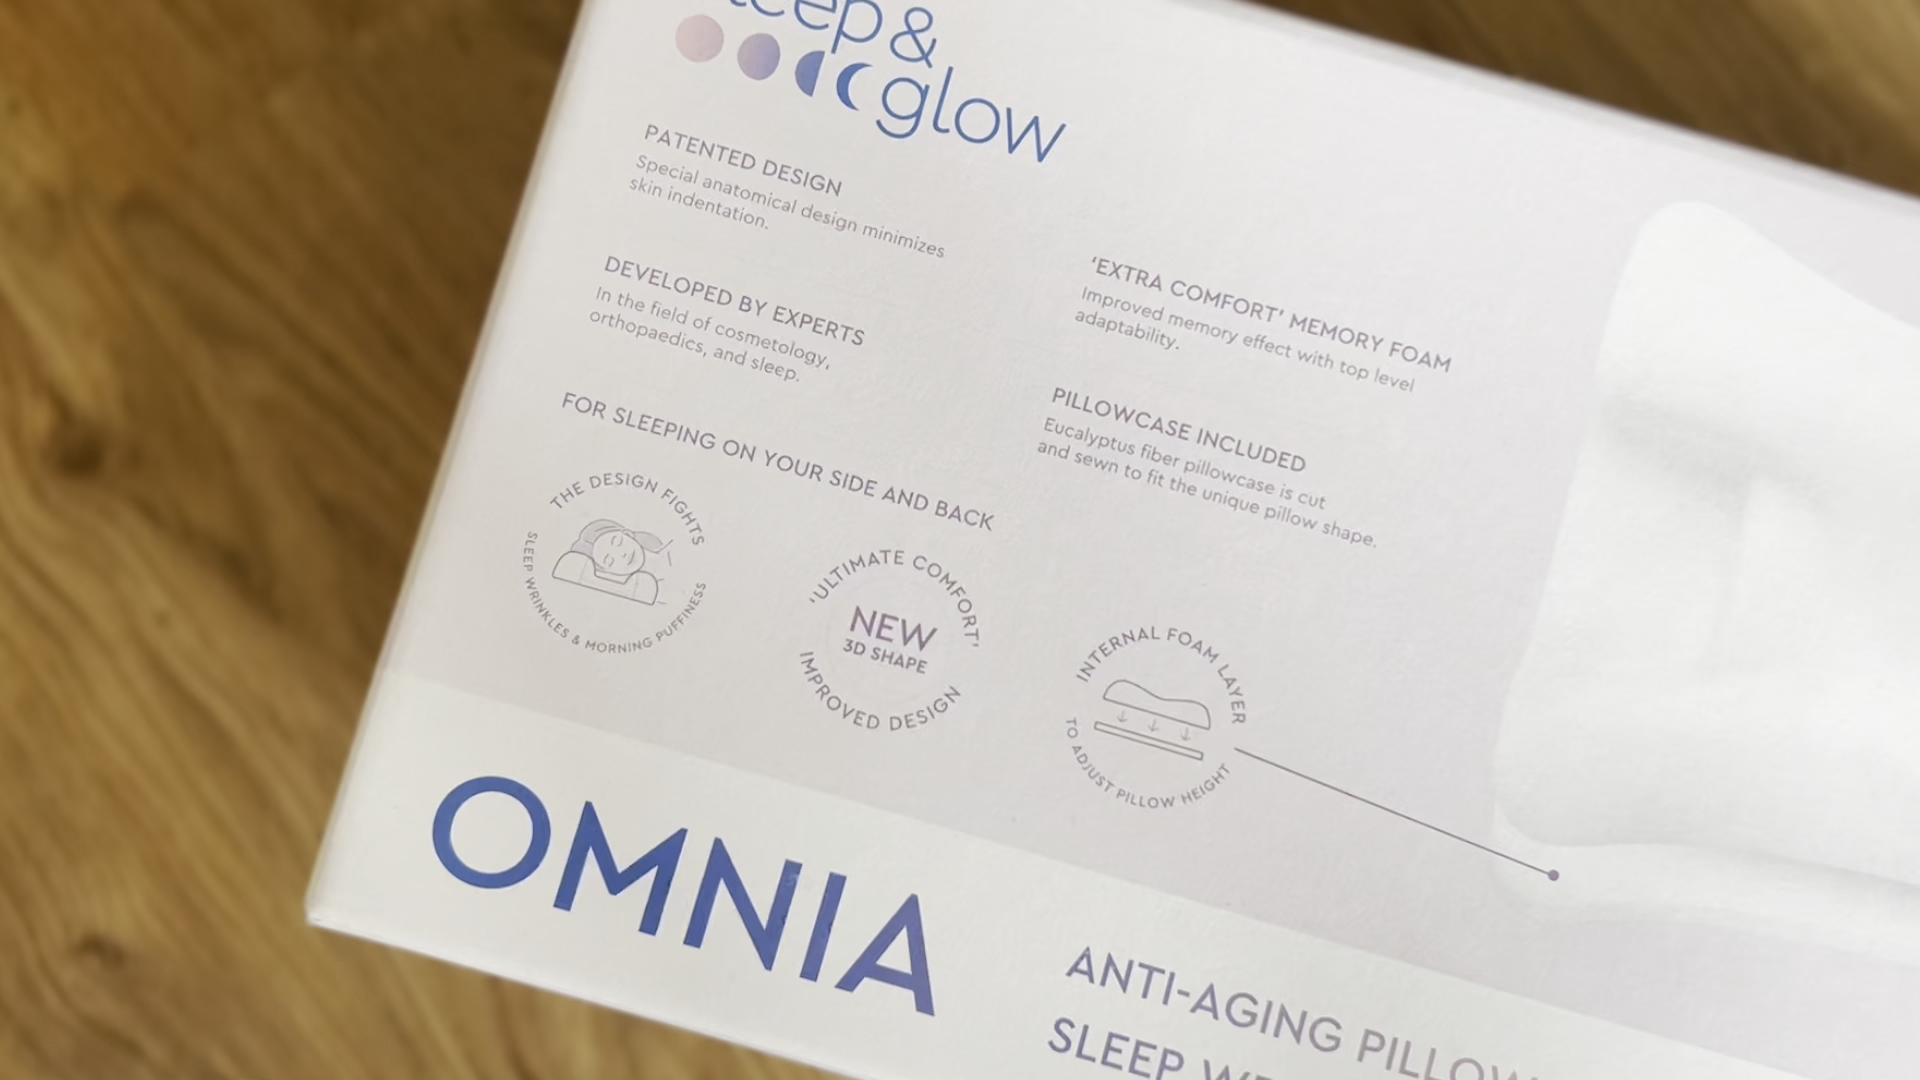 eep &
glow
PATENTED DESIGN
Special anatomical design minimizes
skin indentation.
DEVELOPED BY EXPERTS
In the field of cosmetology,
orthopaedics, and sleep.
FOR SLEEPING ON YOUR SIDE AND BACK
'EXTRA COMFORT' MEMORY FOAM
Improved memory effect with top level
adaptability.
PILLOWCASE INCLUDED
Eucalyptus fiber pillowcase is cut
and sewn to fit the unique pillow shape.
THE DESIGN FIGHTS
SLEEP WRINKLES & MORNING PUFFINESS
'ULTIMATE COMFORT'
NEW
3D SHAPE
IMPROVED DESIGN
INTERNAL FOAM LAYER
TO ADJUST PILLOW HEIGHT
OMNIA
ANTI-AGING PILLOW
SLEEP